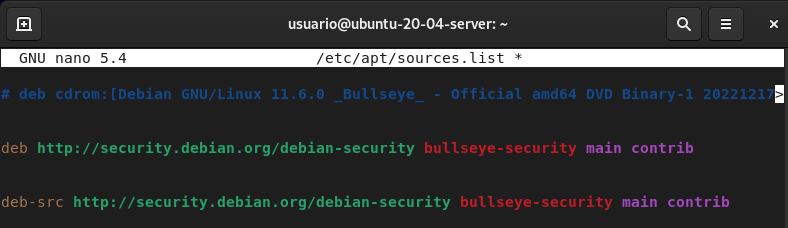 usuario@ubuntu-20-04-server: ~
GNU nano 5.4 /etc/apt/sources.list *
# deb cdrom:[Debian GNU/Linux 11.6.0 _Bullseye_ - Official amd64 DVD Binary-1 20221217>
deb http://security.debian.org/debian-security bullseye-security main contrib
deb-src http://security.debian.org/debian-security bullseye-security main contrib